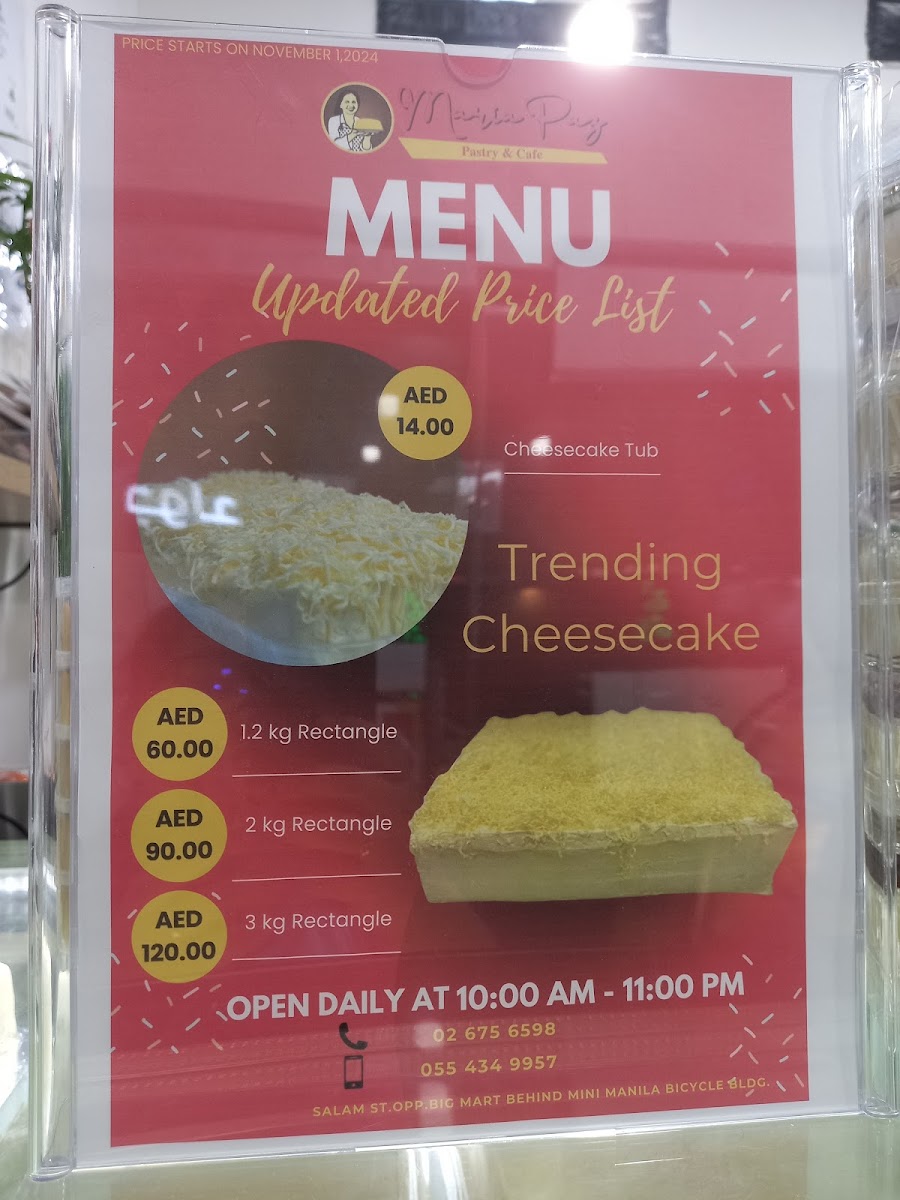 PRICE STARTS ON NOVEMBER 1,2024
Maria Paz
Pastry & Cafe
MENU
Updated Price List
AED
14.00
Cheesecake Tub
Trending
Cheesecake
AED
60.00
1.2 kg Rectangle
AED
90.00
2 kg Rectangle
AED
120.00
3 kg Rectangle
OPEN DAILY AT 10:00 AM - 11:00 PM
02 675 6598
055 434 9957
SALAM ST.OPP.BIG MART BEHIND MINI MANILA BICYCLE BLDG.